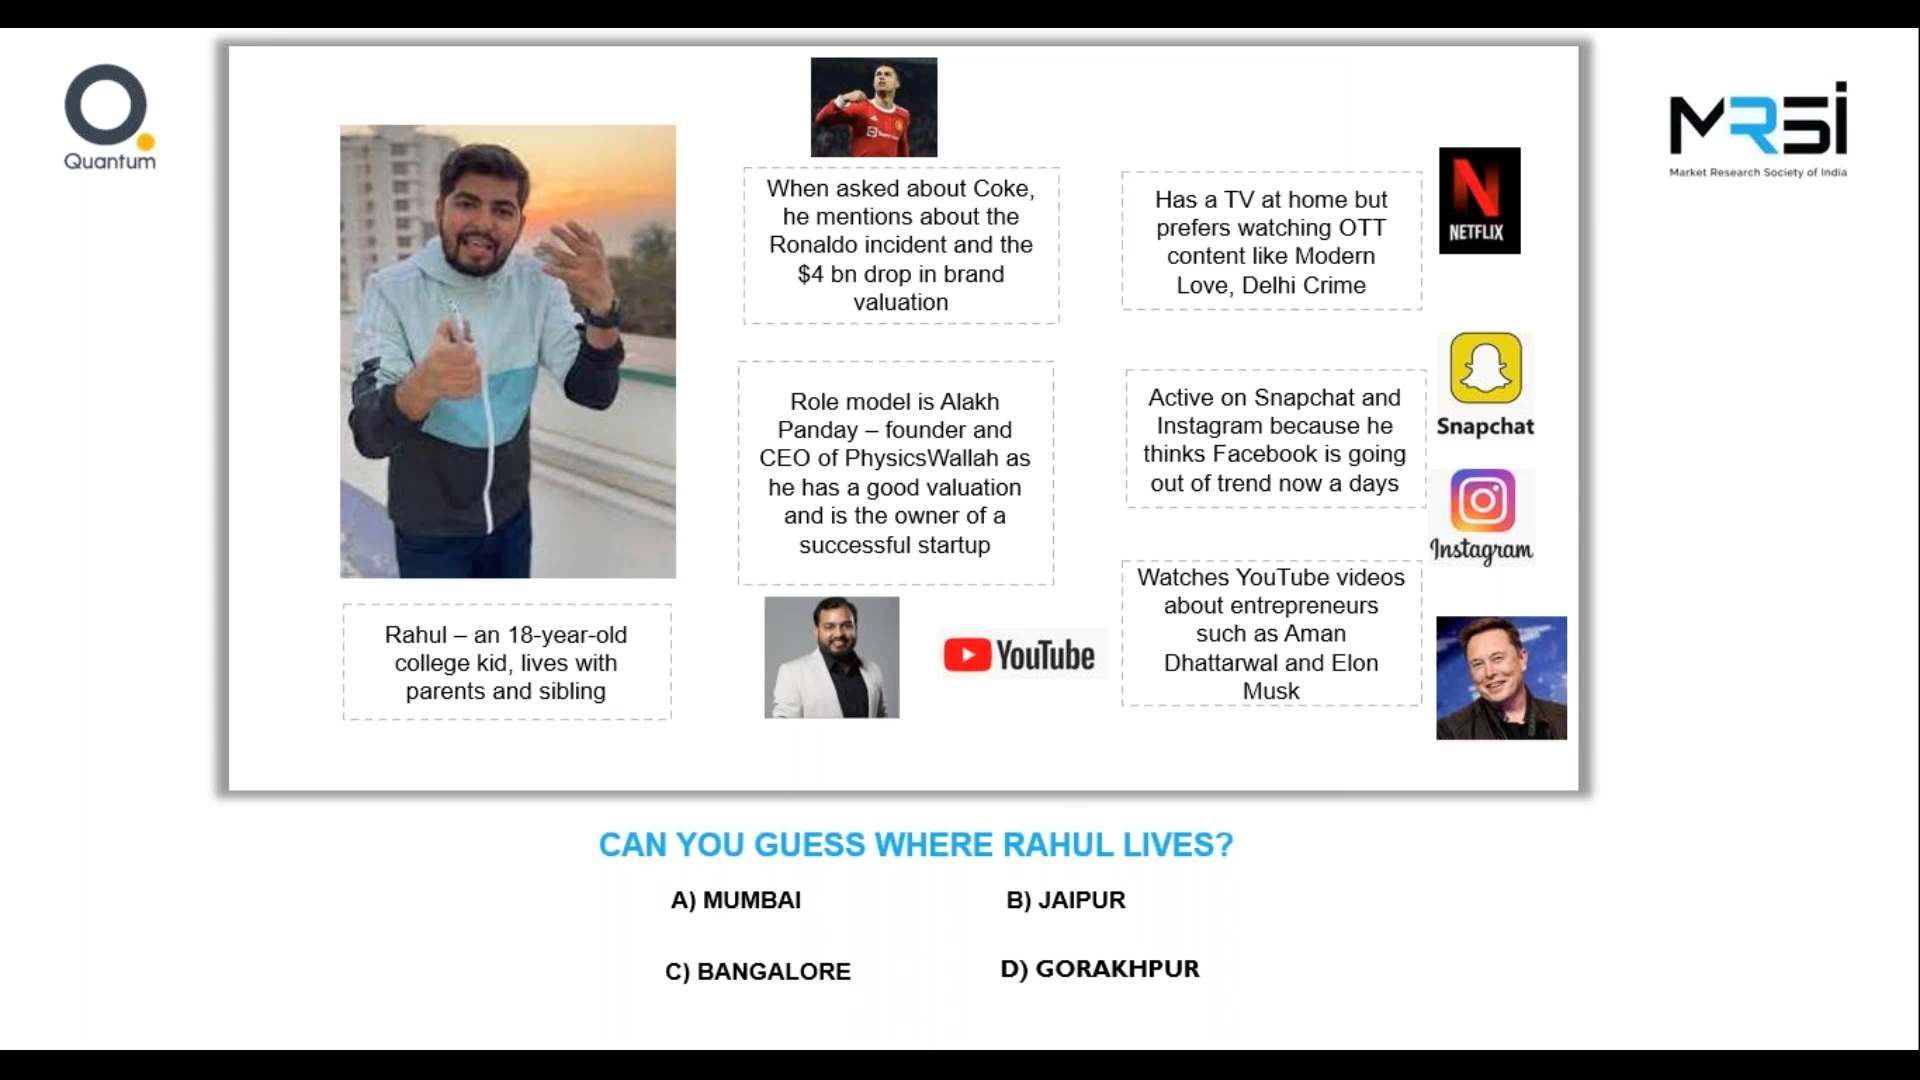 Quantum
MRSI
Market Research Society of India
When asked about Coke,
he mentions about the
Ronaldo incident and the
$4 bn drop in brand
valuation
Has a TV at home but
prefers watching OTT
content like Modern
Love, Delhi Crime
NETFLIX
Role model is Alakh
Panday – founder and
CEO of PhysicsWallah as
he has a good valuation
and is the owner of a
successful startup
Active on Snapchat and
Instagram because he
thinks Facebook is going
out of trend now a days
Snapchat
Instagram
Rahul – an 18-year-old
college kid, lives with
parents and sibling
YouTube
Watches YouTube videos
about entrepreneurs
such as Aman
Dhattarwal and Elon
Musk
CAN YOU GUESS WHERE RAHUL LIVES?
A) MUMBAI
B) JAIPUR
C) BANGALORE
D) GORAKHPUR